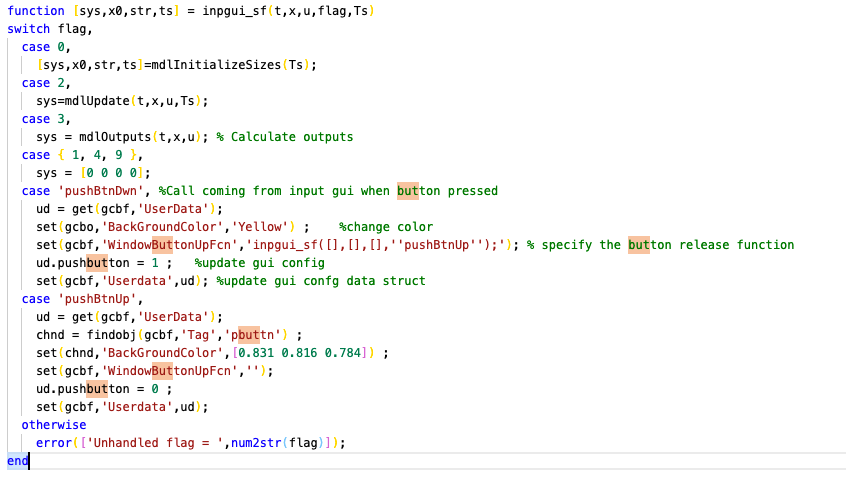 function [sys,x0,str,ts] = inpgui_sf(t,x,u,flag,Ts)
switch flag,
case 0,
[sys,x0,str,ts]=mdlInitializeSizes(Ts);
case 2,
sys=mdlUpdate(t,x,u,Ts);
case 3,
sys = mdlOutputs(t,x,u); % Calculate outputs
case { 1, 4, 9 },
sys = [0 0 0 0];
case 'pushBtnDwn', %Call coming from input gui when button pressed
ud = get(gcbf,'UserData');
set(gcbo,'BackGroundColor','Yellow') ; %change color
set(gcbf,'WindowButtonUpFcn','inpgui_sf([],[],[],''pushBtnUp'');'); % specify the button release function
ud.pushbutton = 1 ; %update gui config
set(gcbf,'Userdata',ud); %update gui confg data struct
case 'pushBtnUp',
ud = get(gcbf,'UserData');
chnd = findobj(gcbf,'Tag','pbuttn') ;
set(chnd,'BackGroundColor',[0.831 0.816 0.784]) ;
set(gcbf,'WindowButtonUpFcn','');
ud.pushbutton = 0 ;
set(gcbf,'Userdata',ud);
otherwise
error(['Unhandled flag = ',num2str(flag)]);
end